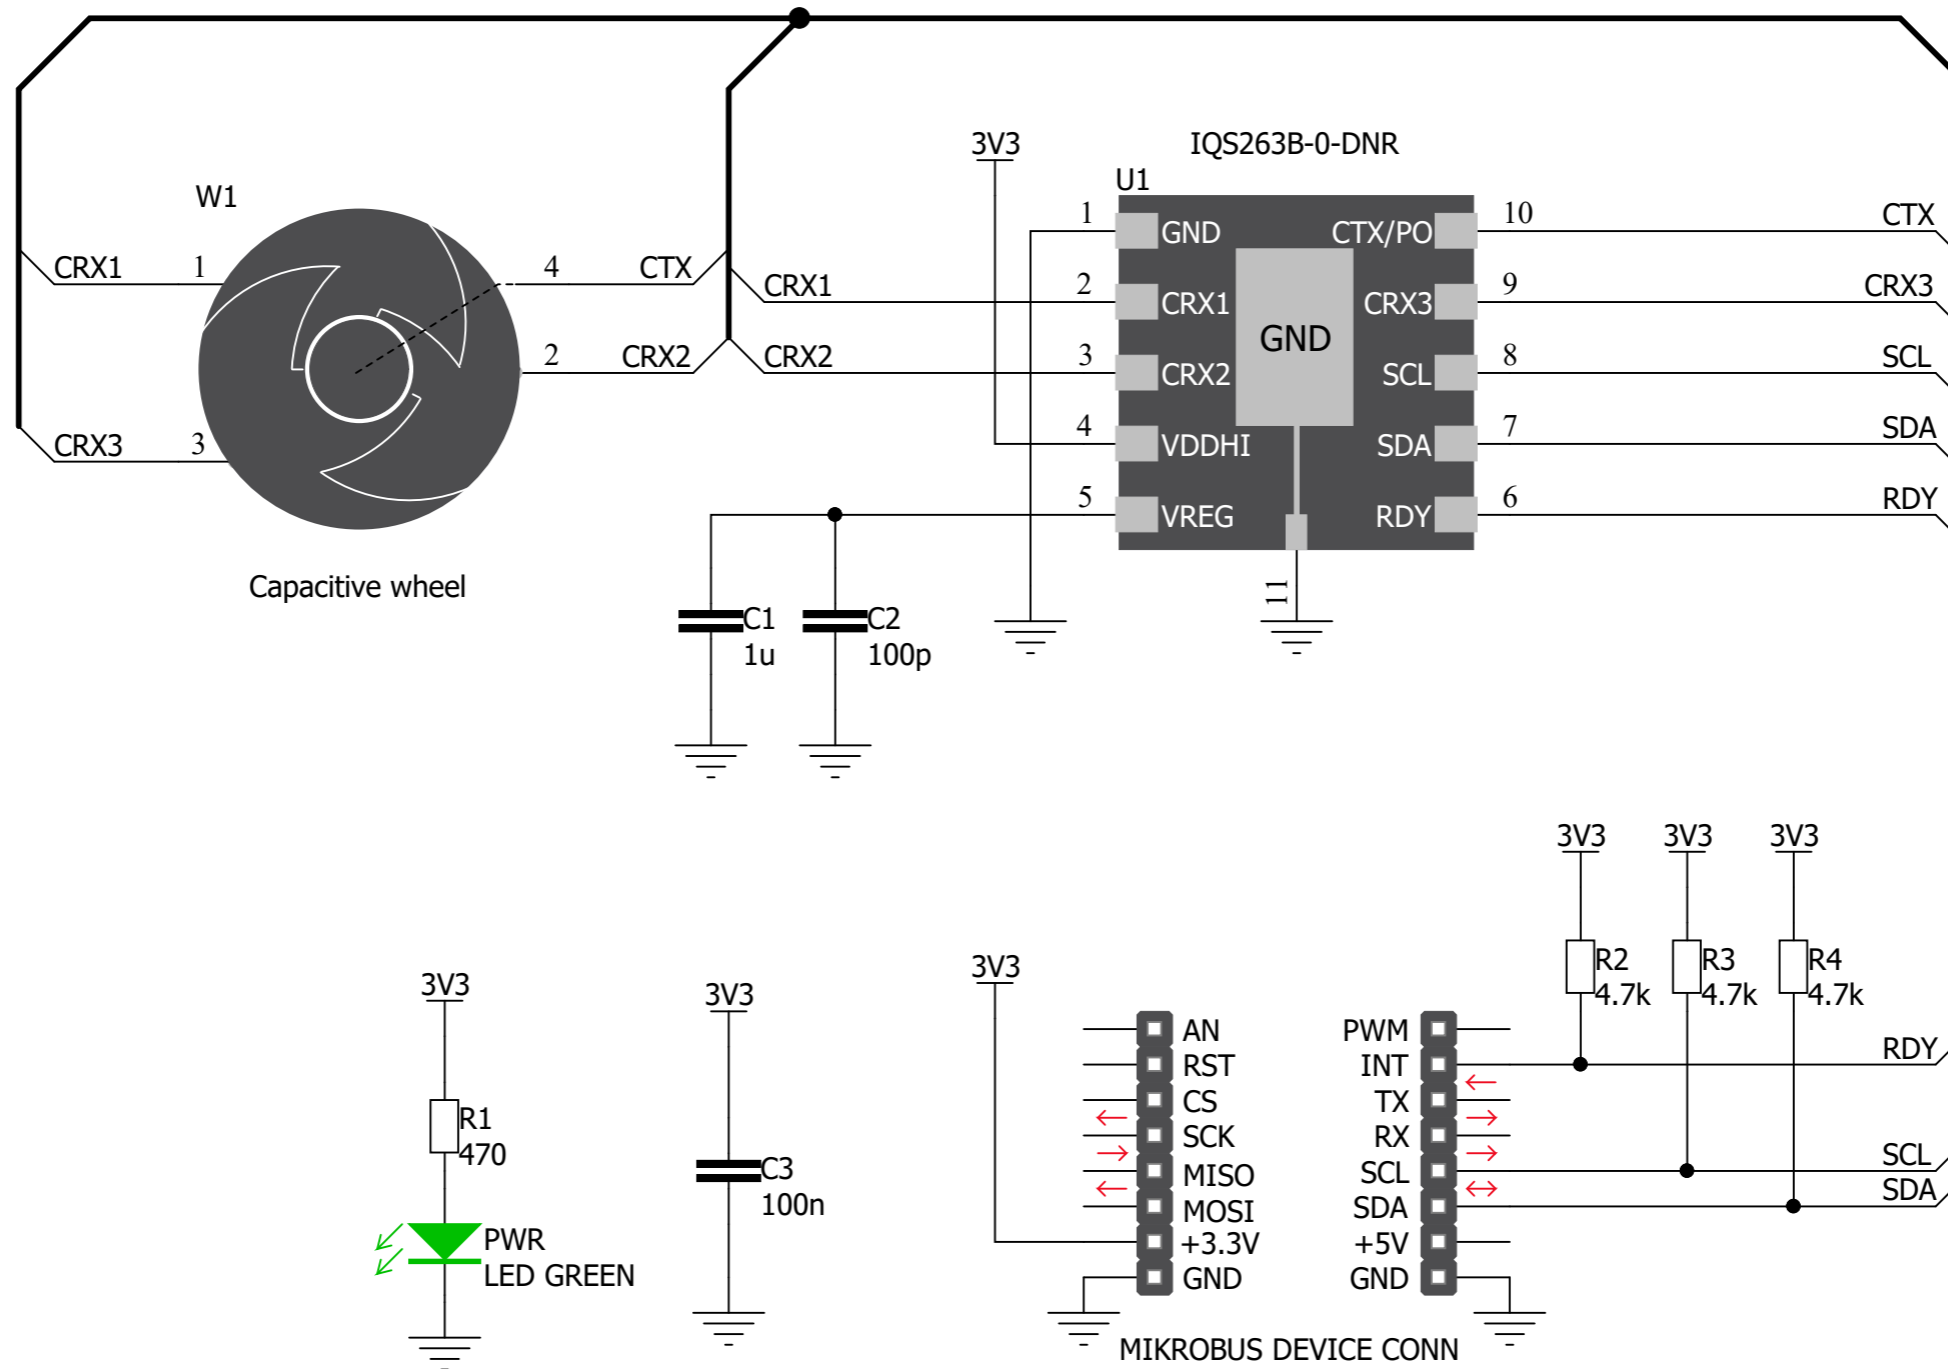 3V3
IQS263B-0-DNR
W1
U1
1
GND
CTX/PO
10
CTX
CRX1
1
4
CTX
CRX1
2
CRX1
CRX3
9
CRX3
GND
2
CRX2
CRX2
3
CRX2
SCL
8
SCL
CRX3
3
4
VDDHI
SDA
7
SDA
5
VREG
RDY
6
RDY
Capacitive wheel
11
C1
1u
C2
100p
3V3
3V3
3V3
R2
4.7k
R3
4.7k
R4
4.7k
3V3
R1
470
PWR
LED GREEN
3V3
C3
100n
3V3
AN
RST
CS
SCK
MISO
MOSI
+3.3V
GND
PWM
INT
TX
RX
SCL
SDA
+5V
GND
RDY
SCL
SDA
MIKROBUS DEVICE CONN